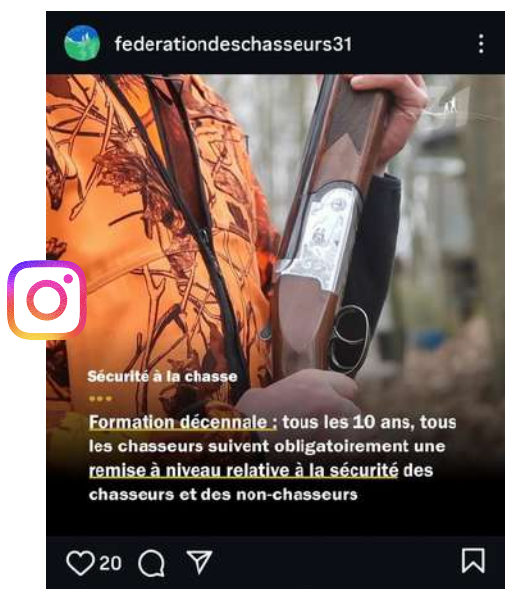 federationdeschasseurs31
Sécurité à la chasse
Formation décennale : tous les 10 ans, tous
les chasseurs suivent obligatoirement une
remise à niveau relative à la sécurité des
chasseurs et des non-chasseurs
20